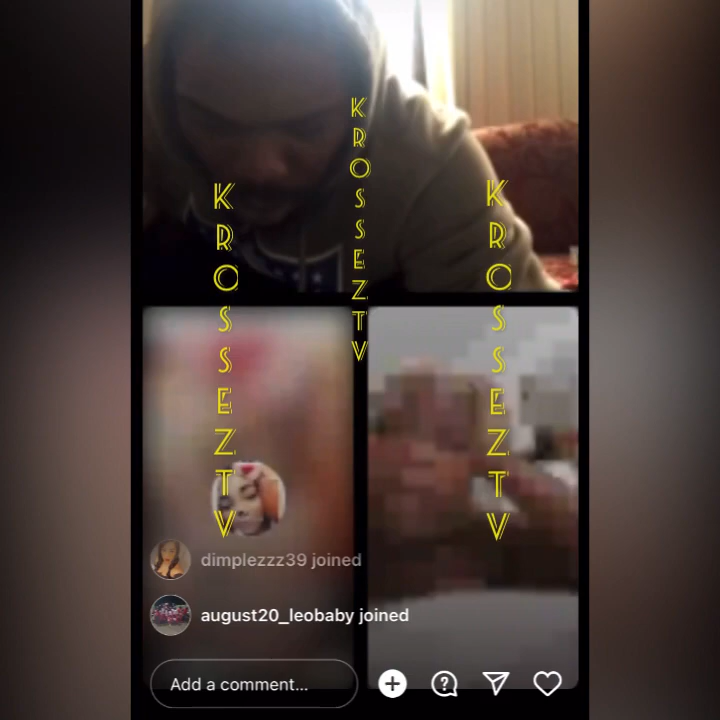 KROSSEZTV
KROSSEZTV
KROSSEZTV
dimplezzz39 joined
august20_leobaby joined
Add a comment...